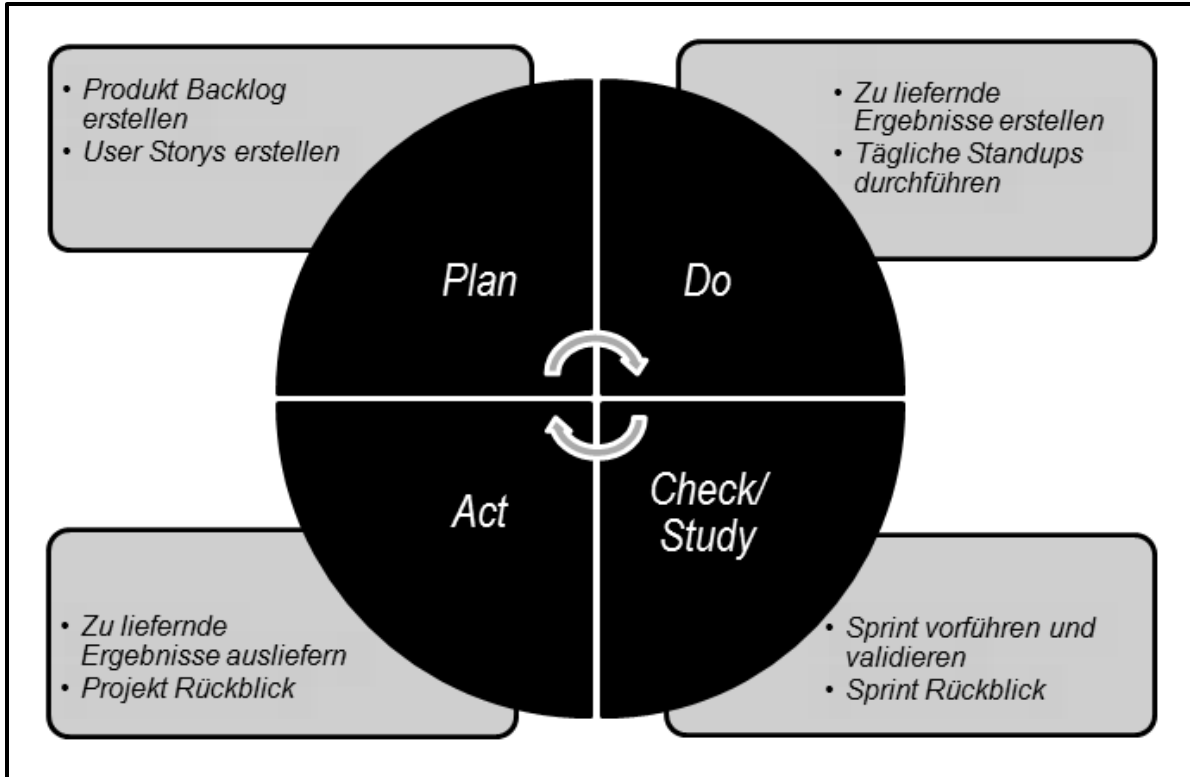 • Produkt Backlog
erstellen
• User Storys erstellen
• Zu liefernde
Ergebnisse erstellen
• Tägliche Standups
durchführen
Plan
Do
Act
Check/
Study
• Zu liefernde
Ergebnisse ausliefern
• Projekt Rückblick
• Sprint vorführen und
validieren
• Sprint Rückblick